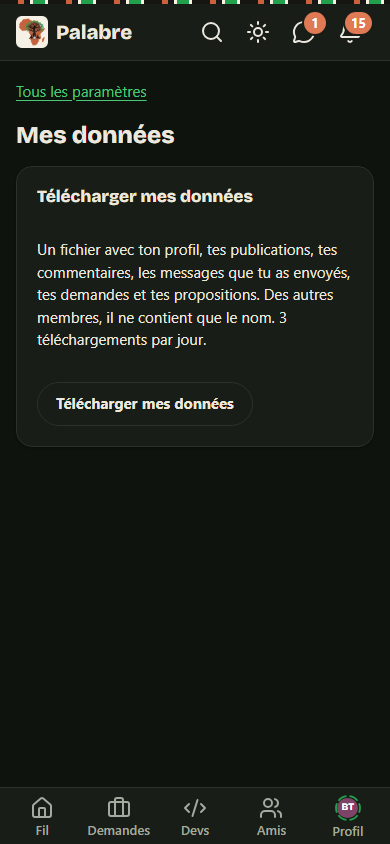 Palabre
1
15
Tous les paramètres
Mes données
Télécharger mes données
Un fichier avec ton profil, tes publications, tes
commentaires, les messages que tu as envoyés,
tes demandes et tes propositions. Des autres
membres, il ne contient que le nom. 3
téléchargements par jour.
Télécharger mes données
BT
Fil
Demandes
Devs
Amis
Profil